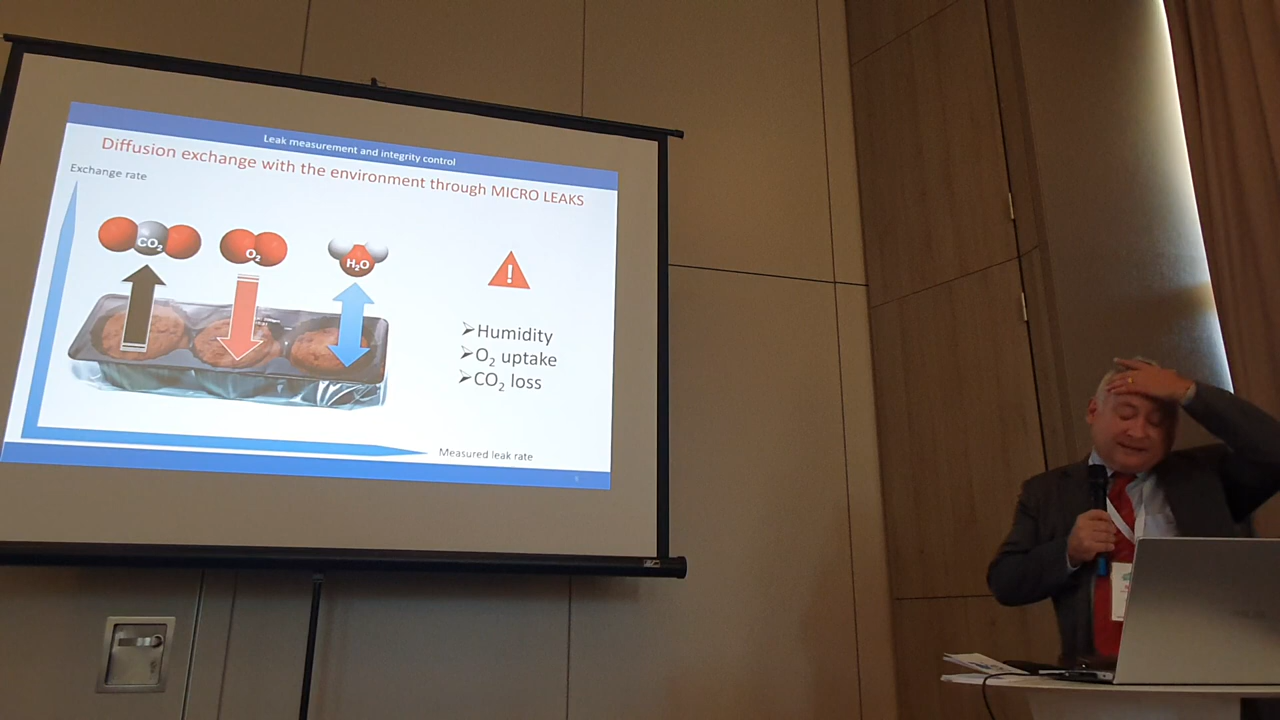 Leak measurement and integrity control
Diffusion exchange with the environment through MICRO LEAKS
Exchange rate
CO₂
O₂
H₂O
!
➢Humidity
➢O₂ uptake
➢CO₂ loss
Measured leak rate